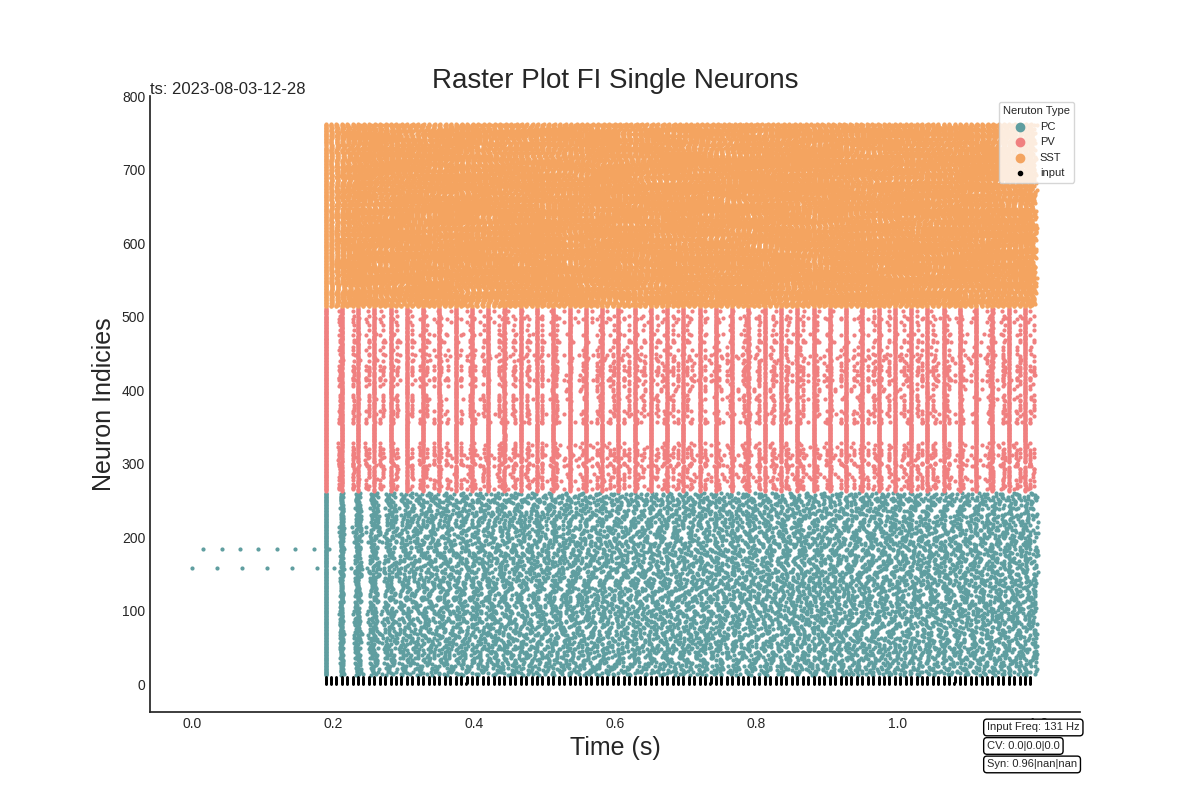 Raster Plot FI Single Neurons
ts: 2023-08-03-12-28
Neruton Type
PC
PV
SST
input
Neuron Indicies
800
700
600
500
400
300
200
100
0
0.0 0.2 0.4 0.6 0.8 1.0
Time (s)
Input Freq: 131 Hz
CV: 0.0|0.0|0.0
Syn: 0.96|nan|nan